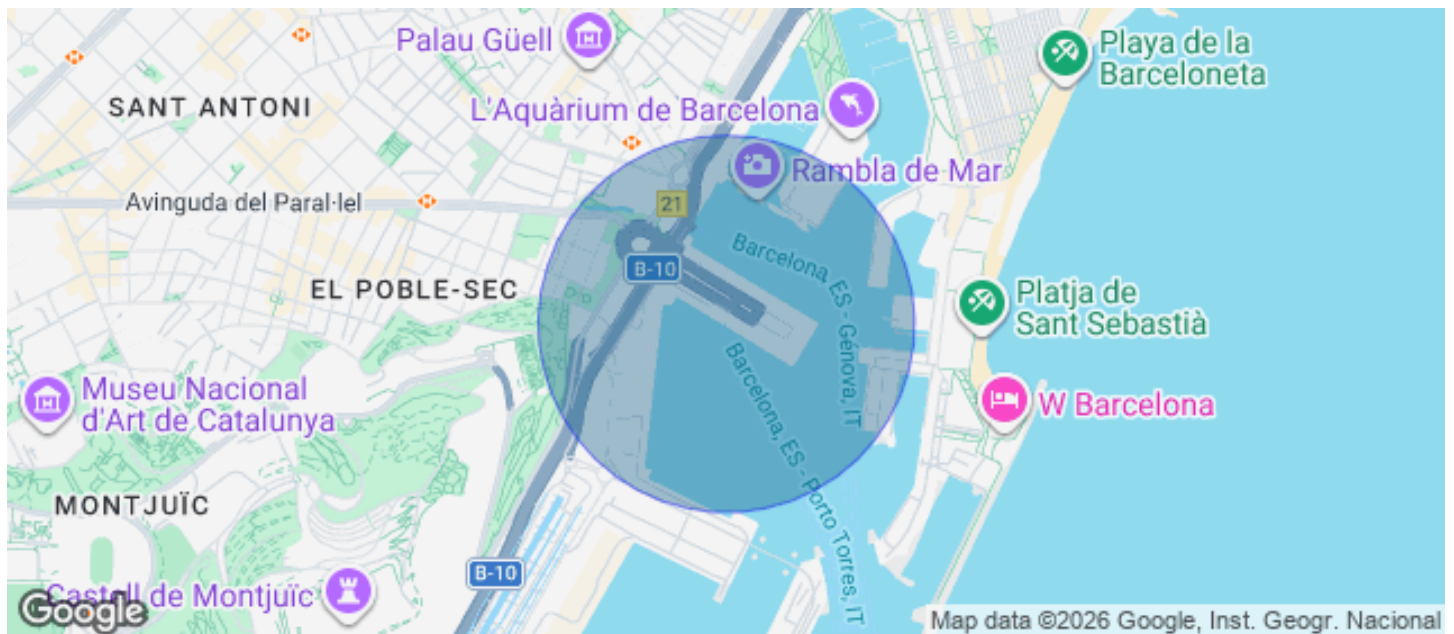 Palau Güell
Playa de la
Barceloneta
SANT ANTONI
L'Aquàrium de Barcelona
Rambla de Mar
Avinguda del Paral·lel
21
Barcelona, ES - Génova, IT
B-10
EL POBLE-SEC
Platja de
Sant Sebastià
Barcelona, ES - Porto Torres, IT
Museu Nacional
d'Art de Catalunya
W Barcelona
MONTJUÏC
B-10
Castell de Montjuïc
Google
Map data ©2026 Google, Inst. Geogr. Nacional